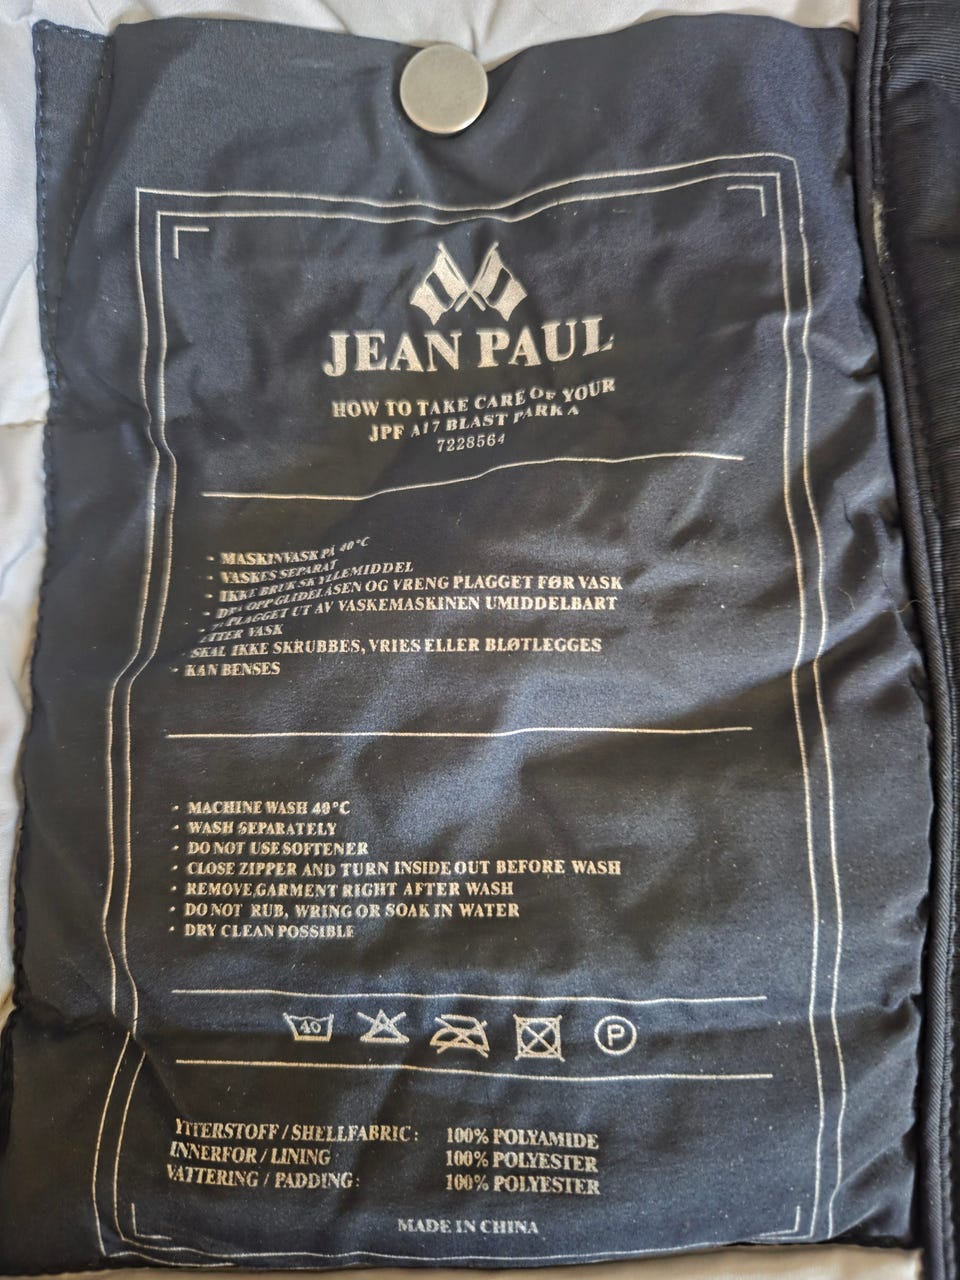 JEAN PAUL
HOW TO TAKE CARE OF YOUR
JPF A17 BLAST PARKA
7228564
- MASKINVASK PÅ 40°C
- VASKES SEPARAT
- IKKE BRUK SKYLLEMIDDEL
- DRA OPP GLIDELÅSEN OG VRENG PLAGGET FØR VASK
PLAGGET UT AV VASKEMASKINEN UMIDDELBART
ETTER VASK
SKAL IKKE SKRUBBES, VRIES ELLER BLØTLEGGES
- KAN RENSES
- MACHINE WASH 40°C
- WASH SEPARATELY
- DO NOT USE SOFTENER
- CLOSE ZIPPER AND TURN INSIDE OUT BEFORE WASH
- REMOVE GARMENT RIGHT AFTER WASH
- DO NOT RUB, WRING OR SOAK IN WATER
- DRY CLEAN POSSIBLE
40 P
YTTERSTOFF / SHELLFABRIC: 100% POLYAMIDE
INNERFOR / LINING : 100% POLYESTER
VATTERING / PADDING: 100% POLYESTER
MADE IN CHINA